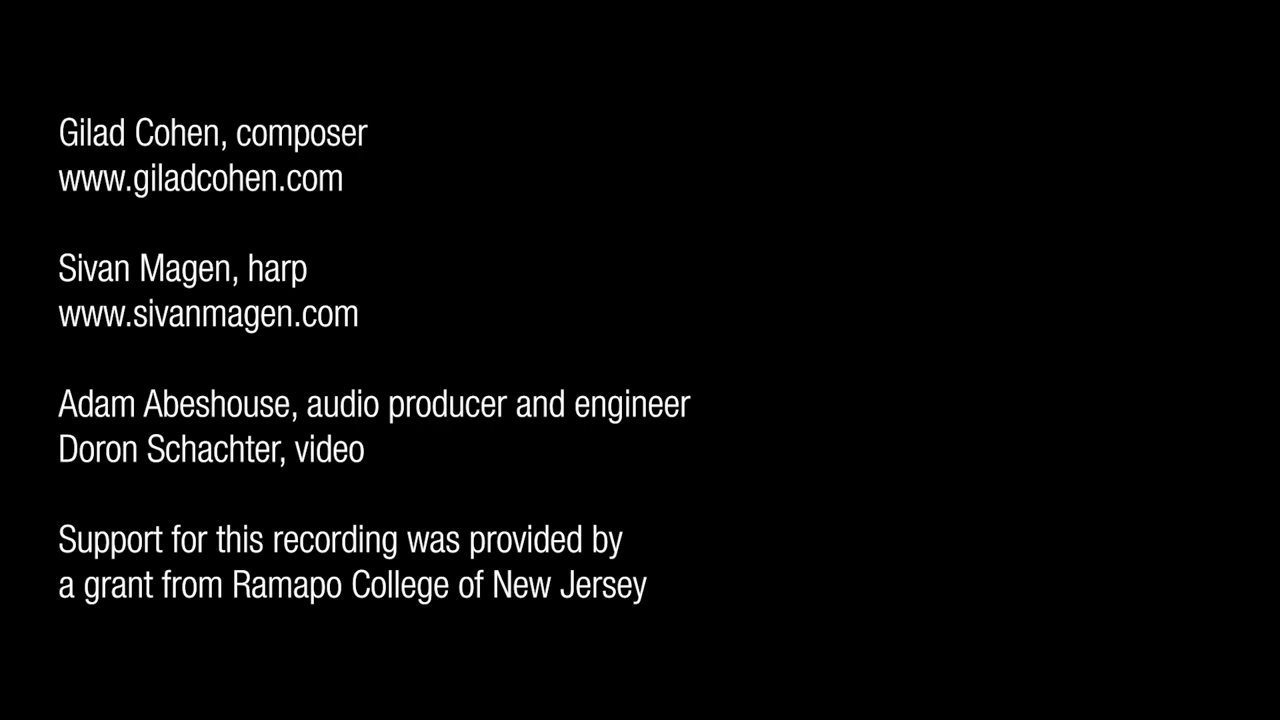 Gilad Cohen, composer
www.giladcohen.com
Sivan Magen, harp
www.sivanmagen.com
Adam Abeshouse, audio producer and engineer
Doron Schachter, video
Support for this recording was provided by
a grant from Ramapo College of New Jersey